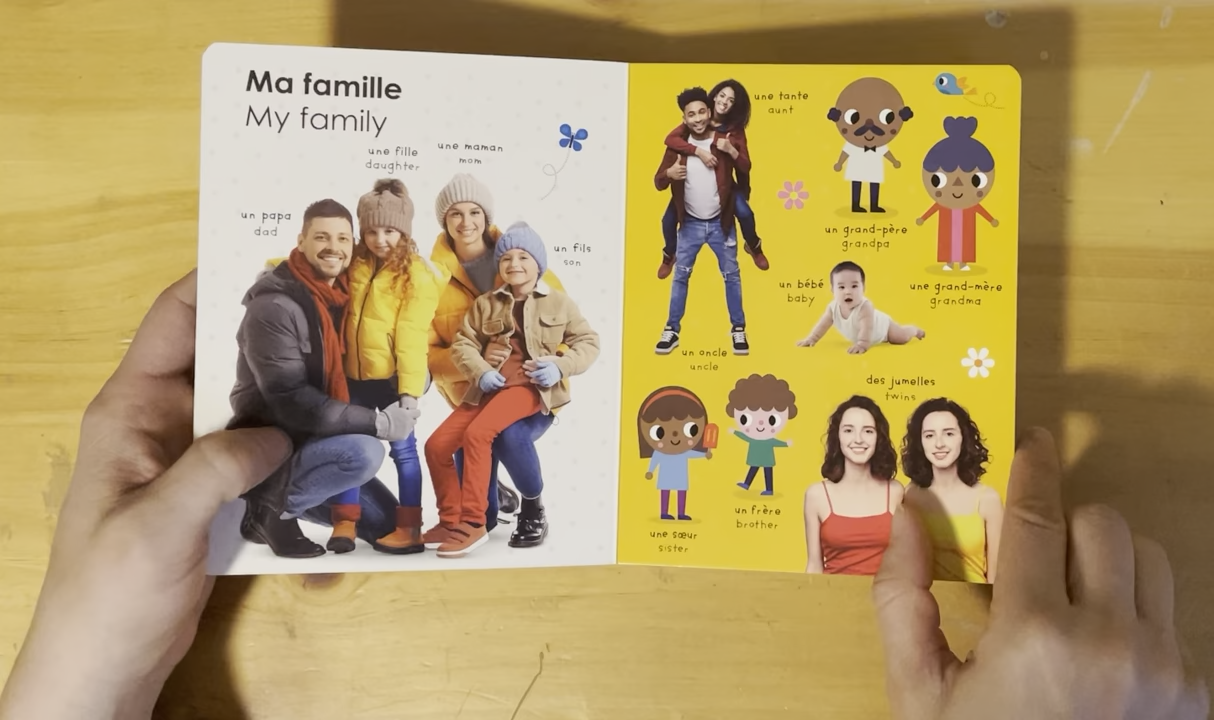 Ma famille
My family
une fille
daughter
une maman
mom
un papa
dad
un fils
son
une tante
aunt
un grand-père
grandpa
un bébé
baby
une grand-mère
grandma
un oncle
uncle
des jumelles
twins
un frère
brother
une sœur
sister